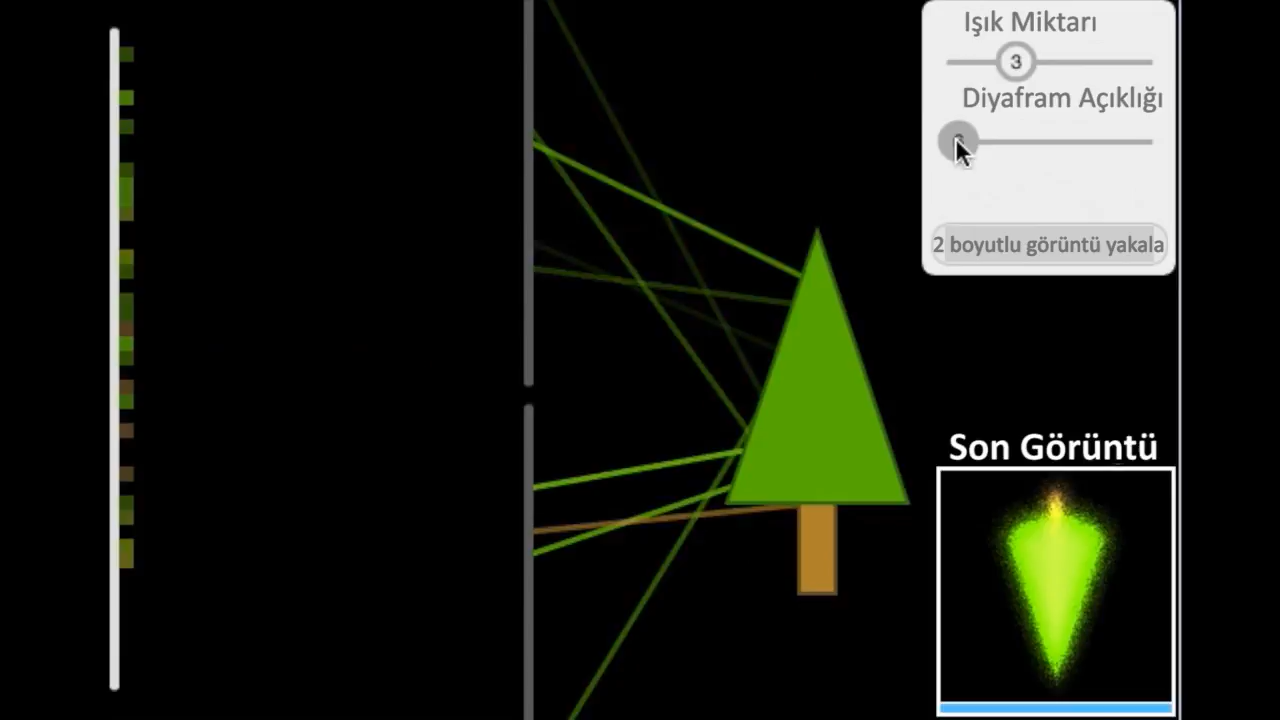 Işık Miktarı
3
Diyafram Açıklığı
2 boyutlu görüntü yakala
Son Görüntü